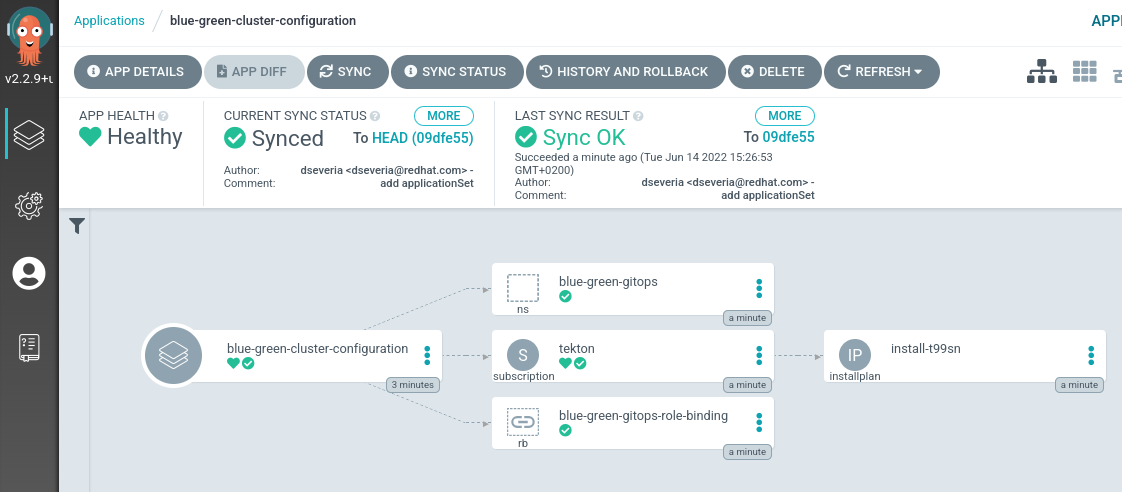 Applications / blue-green-cluster-configuration
APPL
v2.2.9+u
APP DETAILS
APP DIFF
SYNC
SYNC STATUS
HISTORY AND ROLLBACK
DELETE
REFRESH
APP HEALTH
Healthy
CURRENT SYNC STATUS
MORE
Synced
To HEAD (09dfe55)
Author: dseveria <dseveria@redhat.com> -
Comment: add applicationSet
LAST SYNC RESULT
MORE
Sync OK
To 09dfe55
Succeeded a minute ago (Tue Jun 14 2022 15:26:53
GMT+0200)
Author: dseveria <dseveria@redhat.com> -
Comment: add applicationSet
blue-green-cluster-configuration
3 minutes
blue-green-gitops
ns
a minute
S
tekton
subscription
a minute
blue-green-gitops-role-binding
rb
a minute
IP
install-t99sn
installplan
a minute